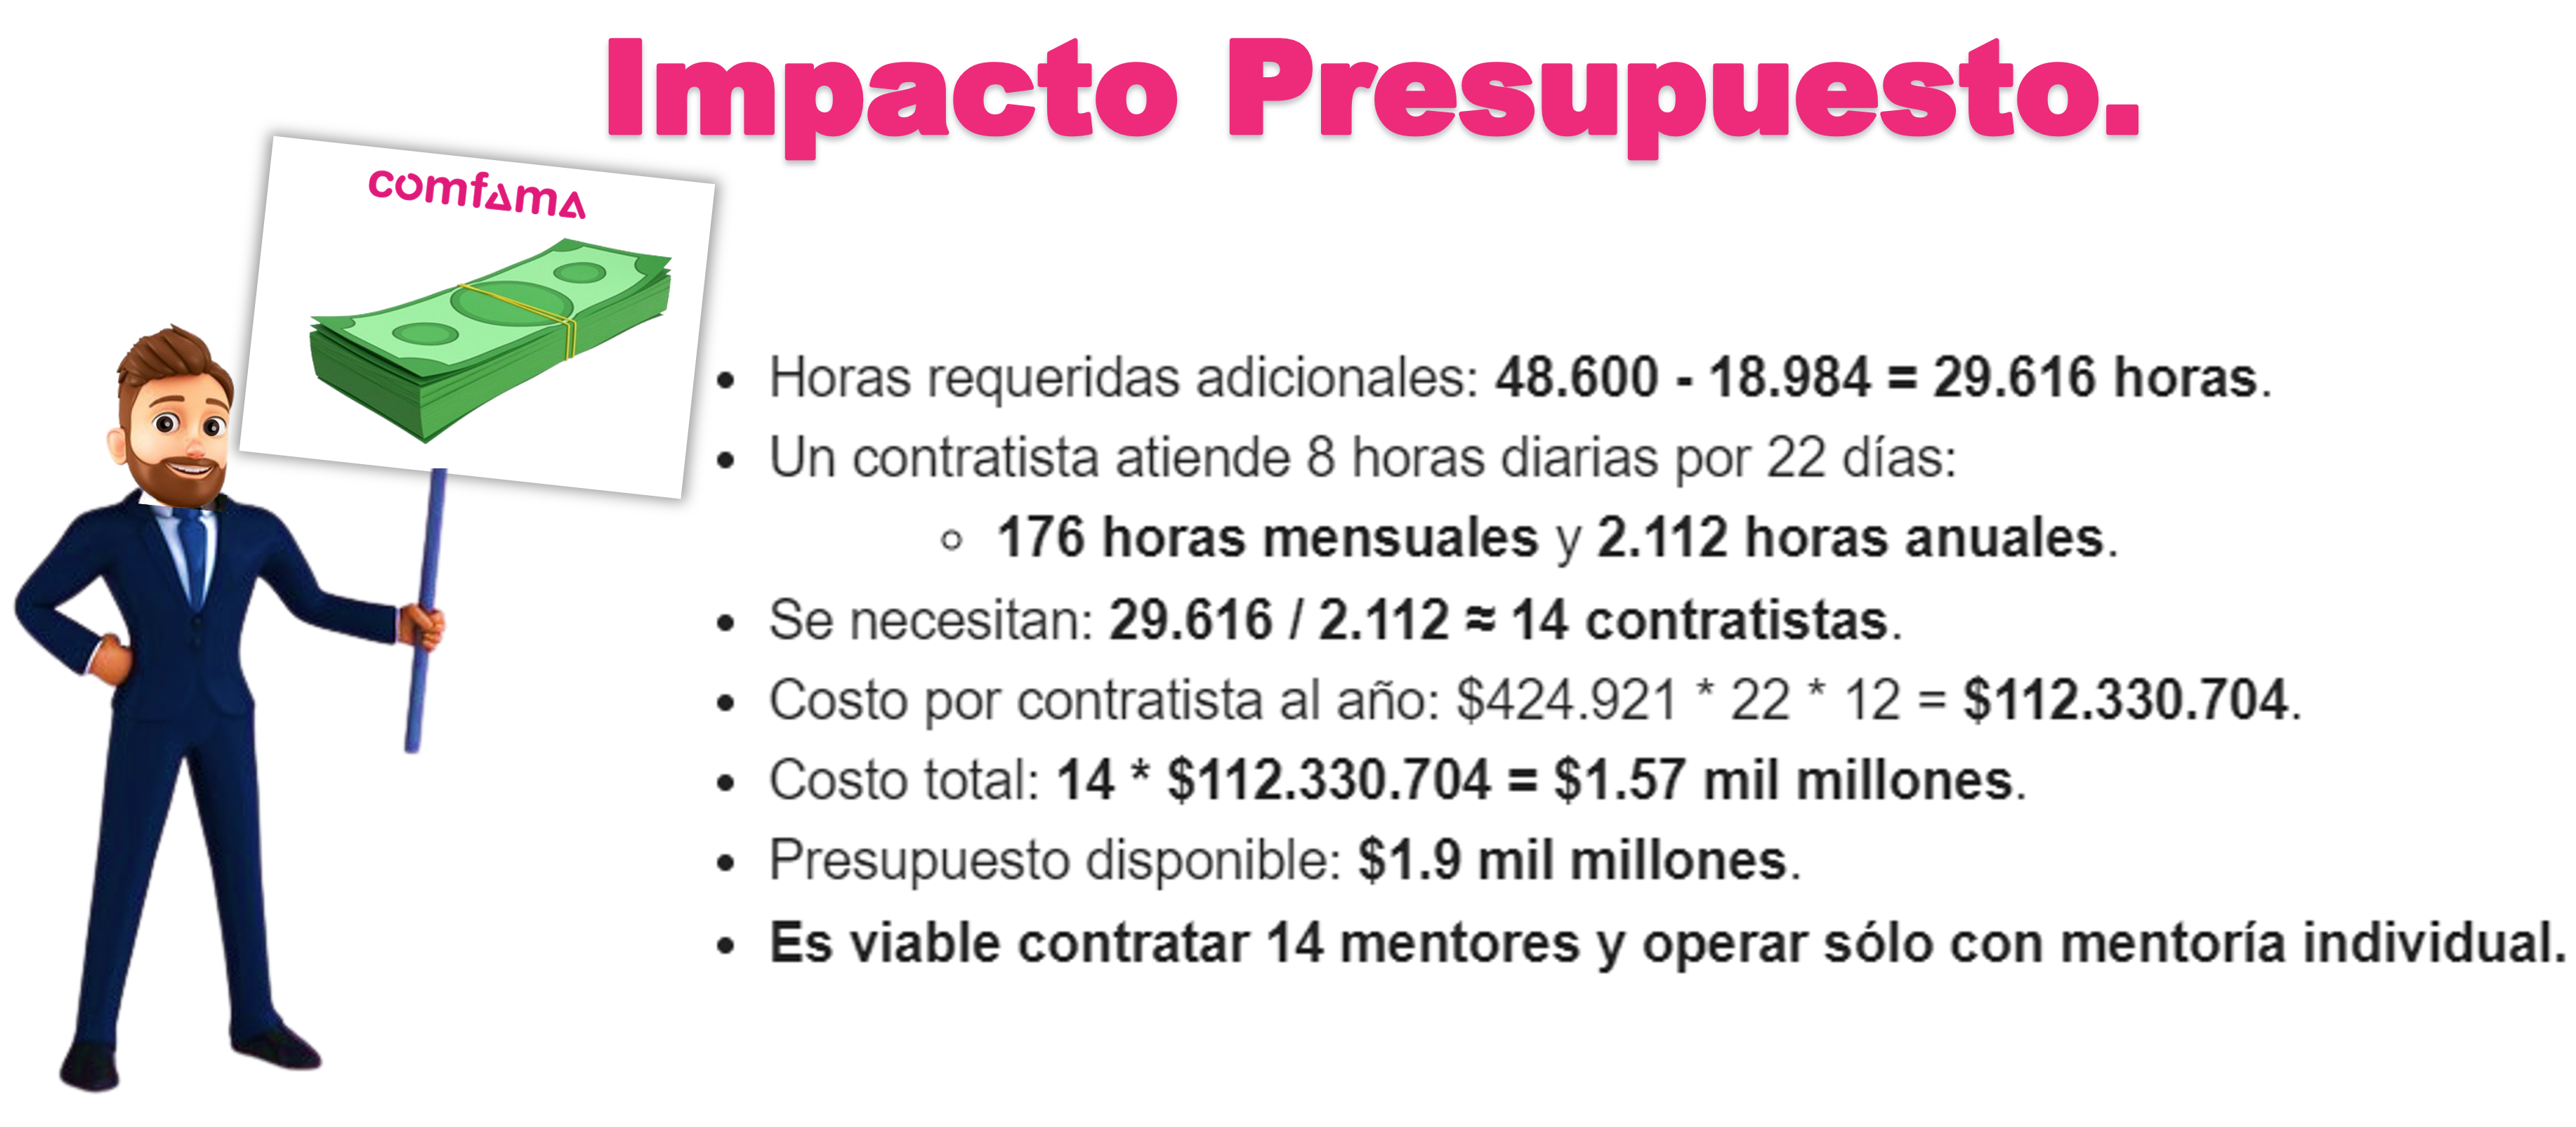 Impacto Presupuesto.
comfama
• Horas requeridas adicionales: 48.600 - 18.984 = 29.616 horas.
• Un contratista atiende 8 horas diarias por 22 días:
○ 176 horas mensuales y 2.112 horas anuales.
• Se necesitan: 29.616 / 2.112 ≈ 14 contratistas.
• Costo por contratista al año: $424.921 * 22 * 12 = $112.330.704.
• Costo total: 14 * $112.330.704 = $1.57 mil millones.
• Presupuesto disponible: $1.9 mil millones.
• Es viable contratar 14 mentores y operar sólo con mentoría individual.